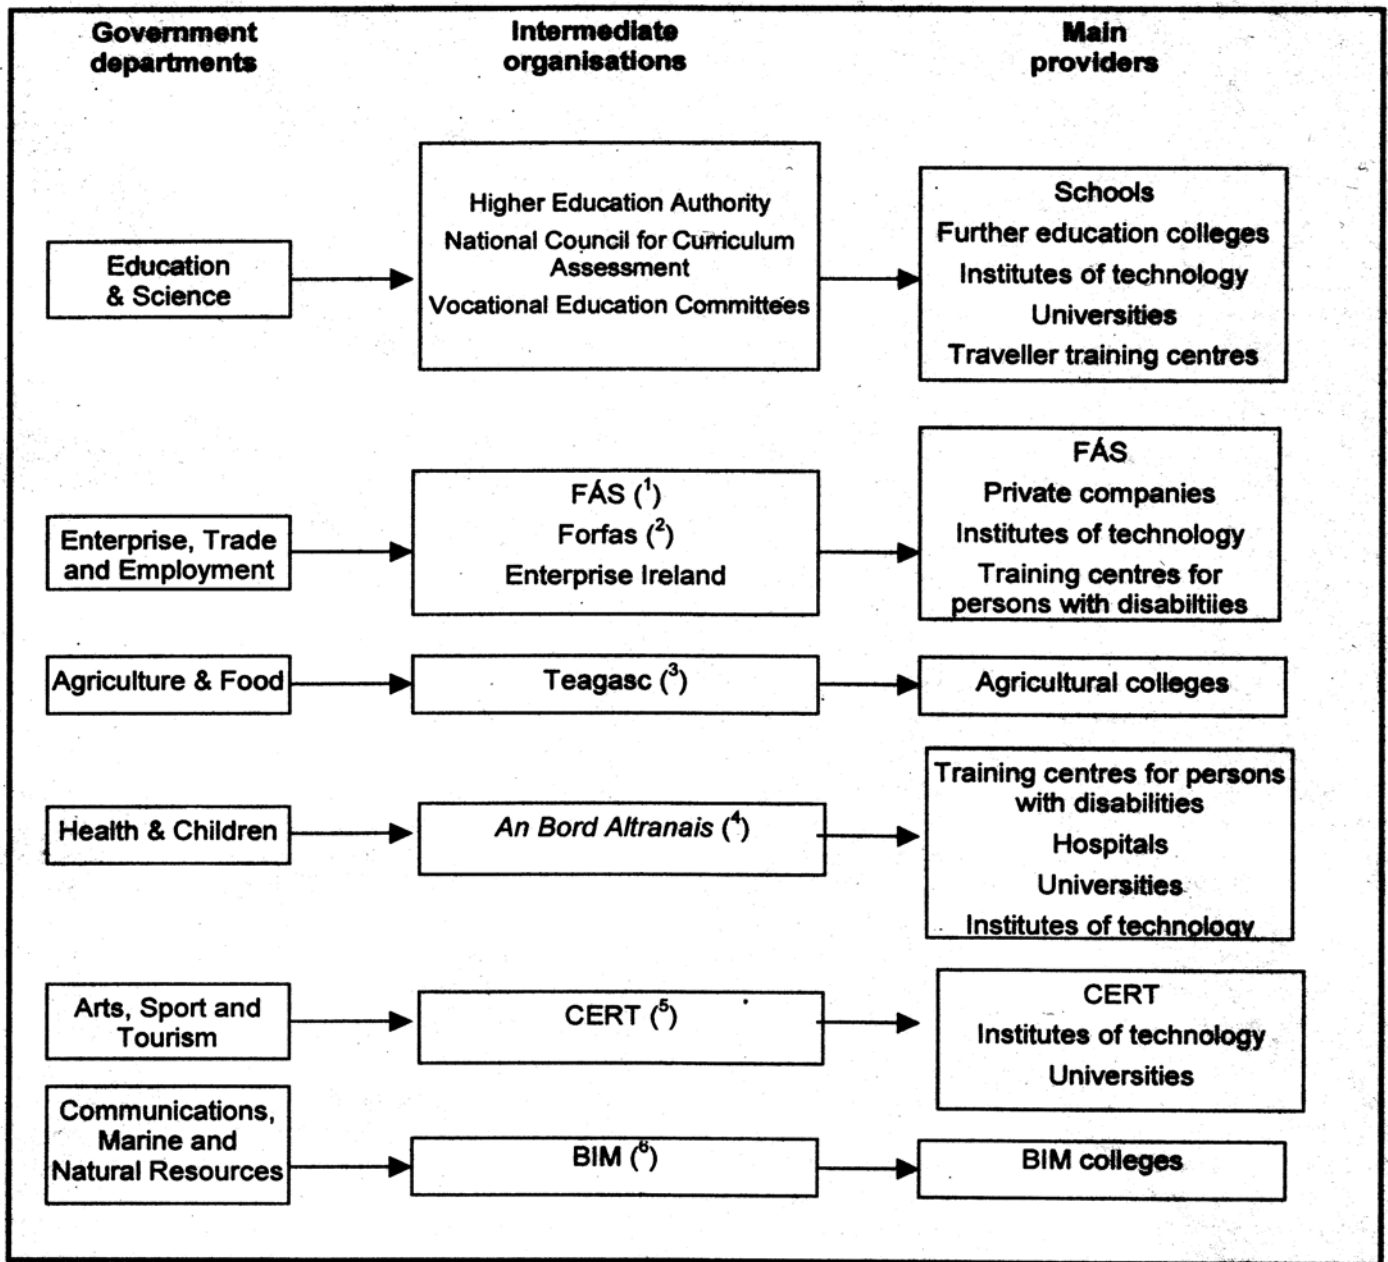 Government
departments
Intermediate
organisations
Main
providers
Education
& Science
Higher Education Authority
National Council for Curriculum
Assessment
Vocational Education Committees
Schools
Further education colleges
Institutes of technology
Universities
Traveller training centres
Enterprise, Trade
and Employment
FÁS (¹)
Forfas (²)
Enterprise Ireland
FÁS
Private companies
Institutes of technology
Training centres for
persons with disabiltiies
Agriculture & Food
Teagasc (³)
Agricultural colleges
Health & Children
An Bord Altranais (⁴)
Training centres for persons
with disabilities
Hospitals
Universities
Institutes of technology
Arts, Sport and
Tourism
CERT (⁵)
CERT
Institutes of technology
Universities
Communications,
Marine and
Natural Resources
BIM (⁶)
BIM colleges